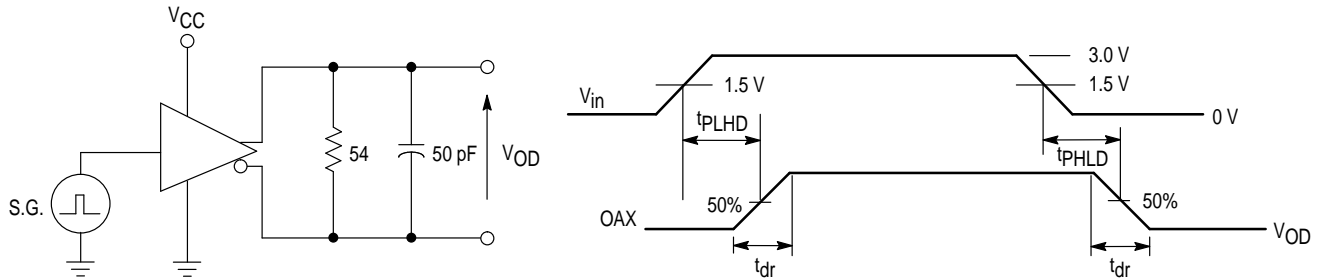 VCC
S.G.
54
50 pF
VOD
Vin
1.5 V
3.0 V
1.5 V
0 V
tPLHD
tPHLD
OAX
50%
50%
VOD
tdr
tdr